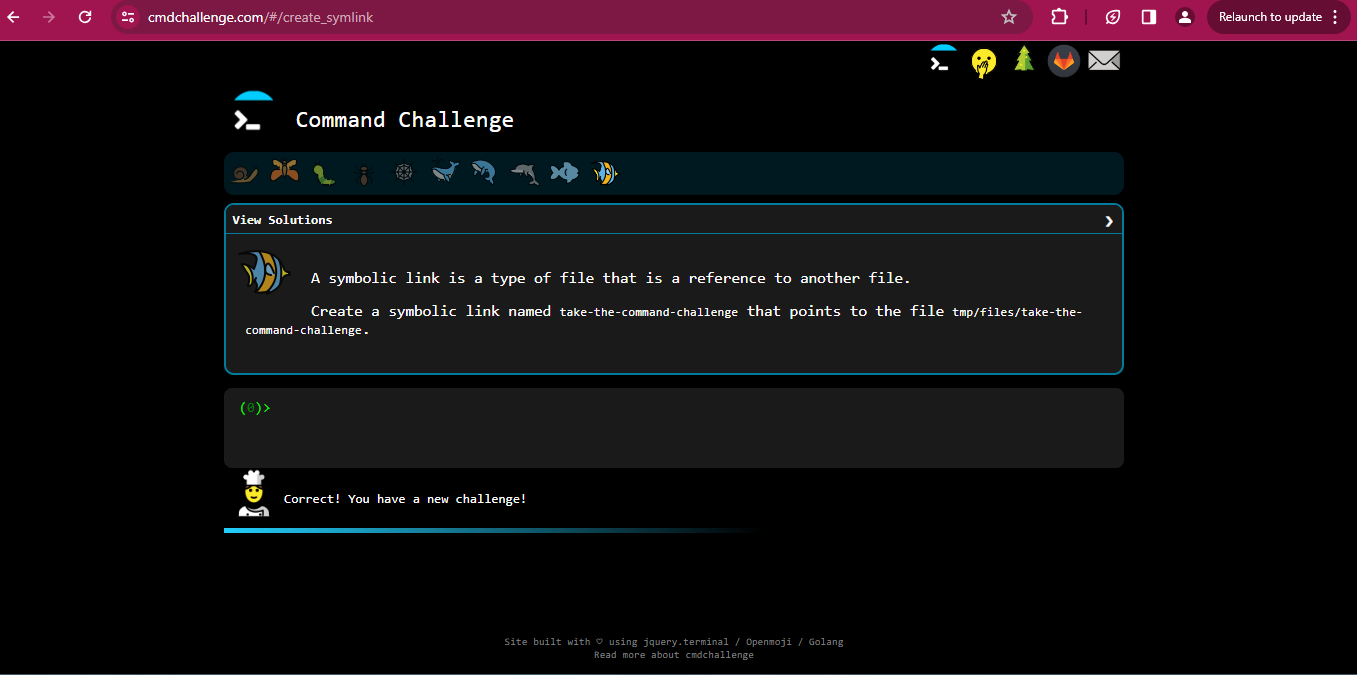 cmdchallenge.com/#/create_symlink
Relaunch to update
Command Challenge
View Solutions
A symbolic link is a type of file that is a reference to another file.
Create a symbolic link named take-the-command-challenge that points to the file tmp/files/take-the-
command-challenge.
(0)>
Correct! You have a new challenge!
Site built with ♡ using jquery.terminal / Openmoji / Golang
Read more about cmdchallenge